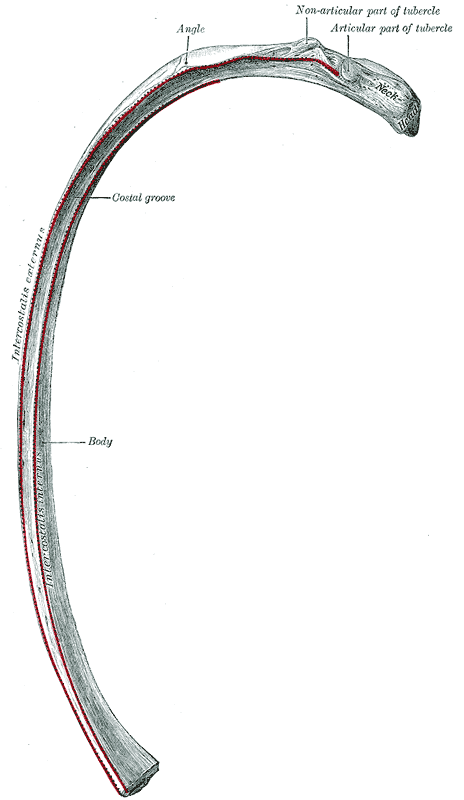 Non-articular part of tubercle
Angle
Articular part of tubercle
Neck
Head
Costal groove
Intercostalis externus
Body
Intercostalis internus